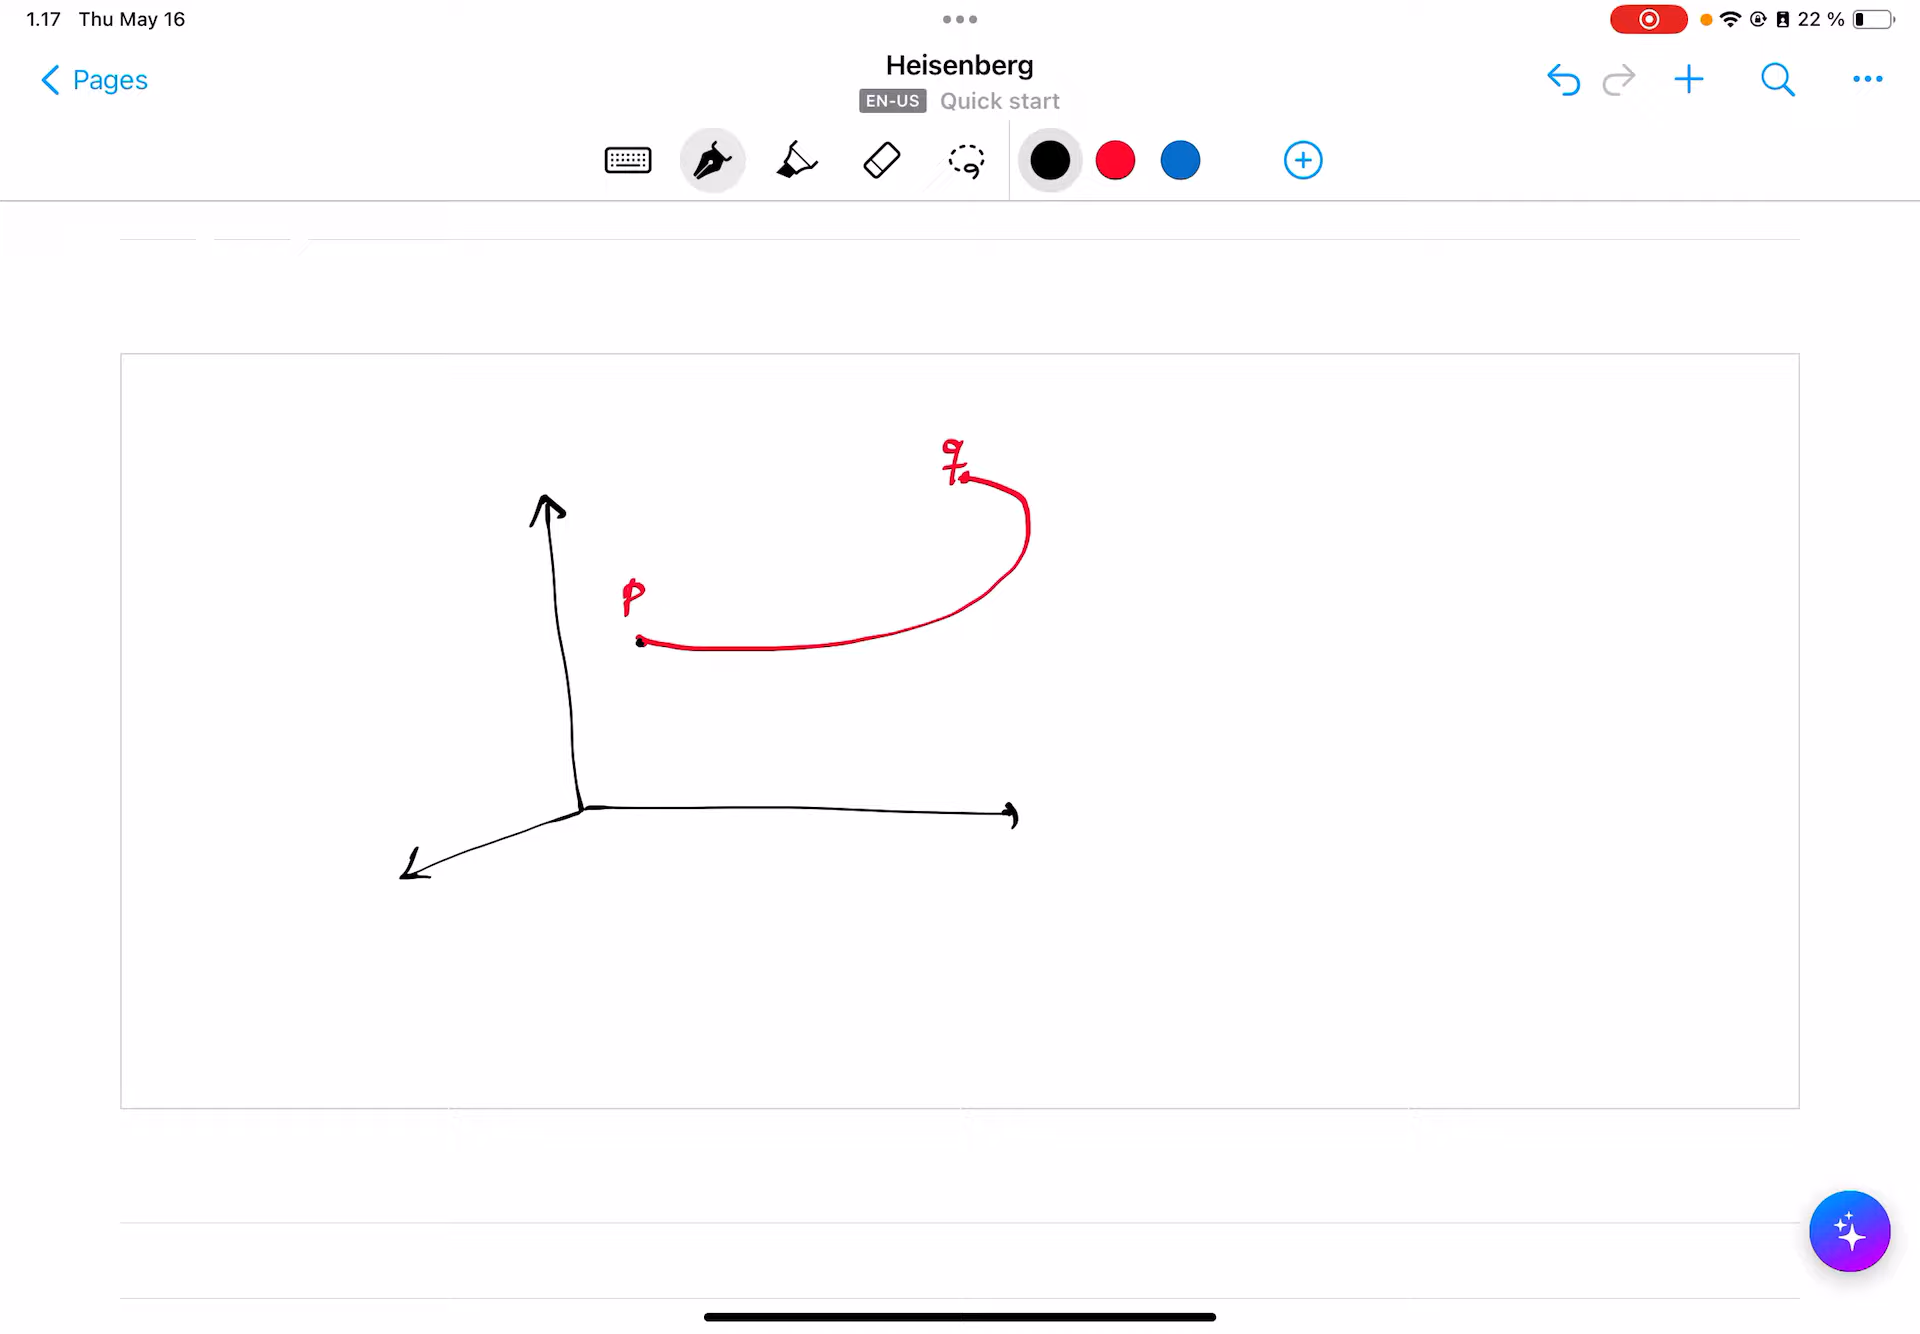 1.17 Thu May 16
22 %
Pages
Heisenberg
EN-US Quick start
q
p